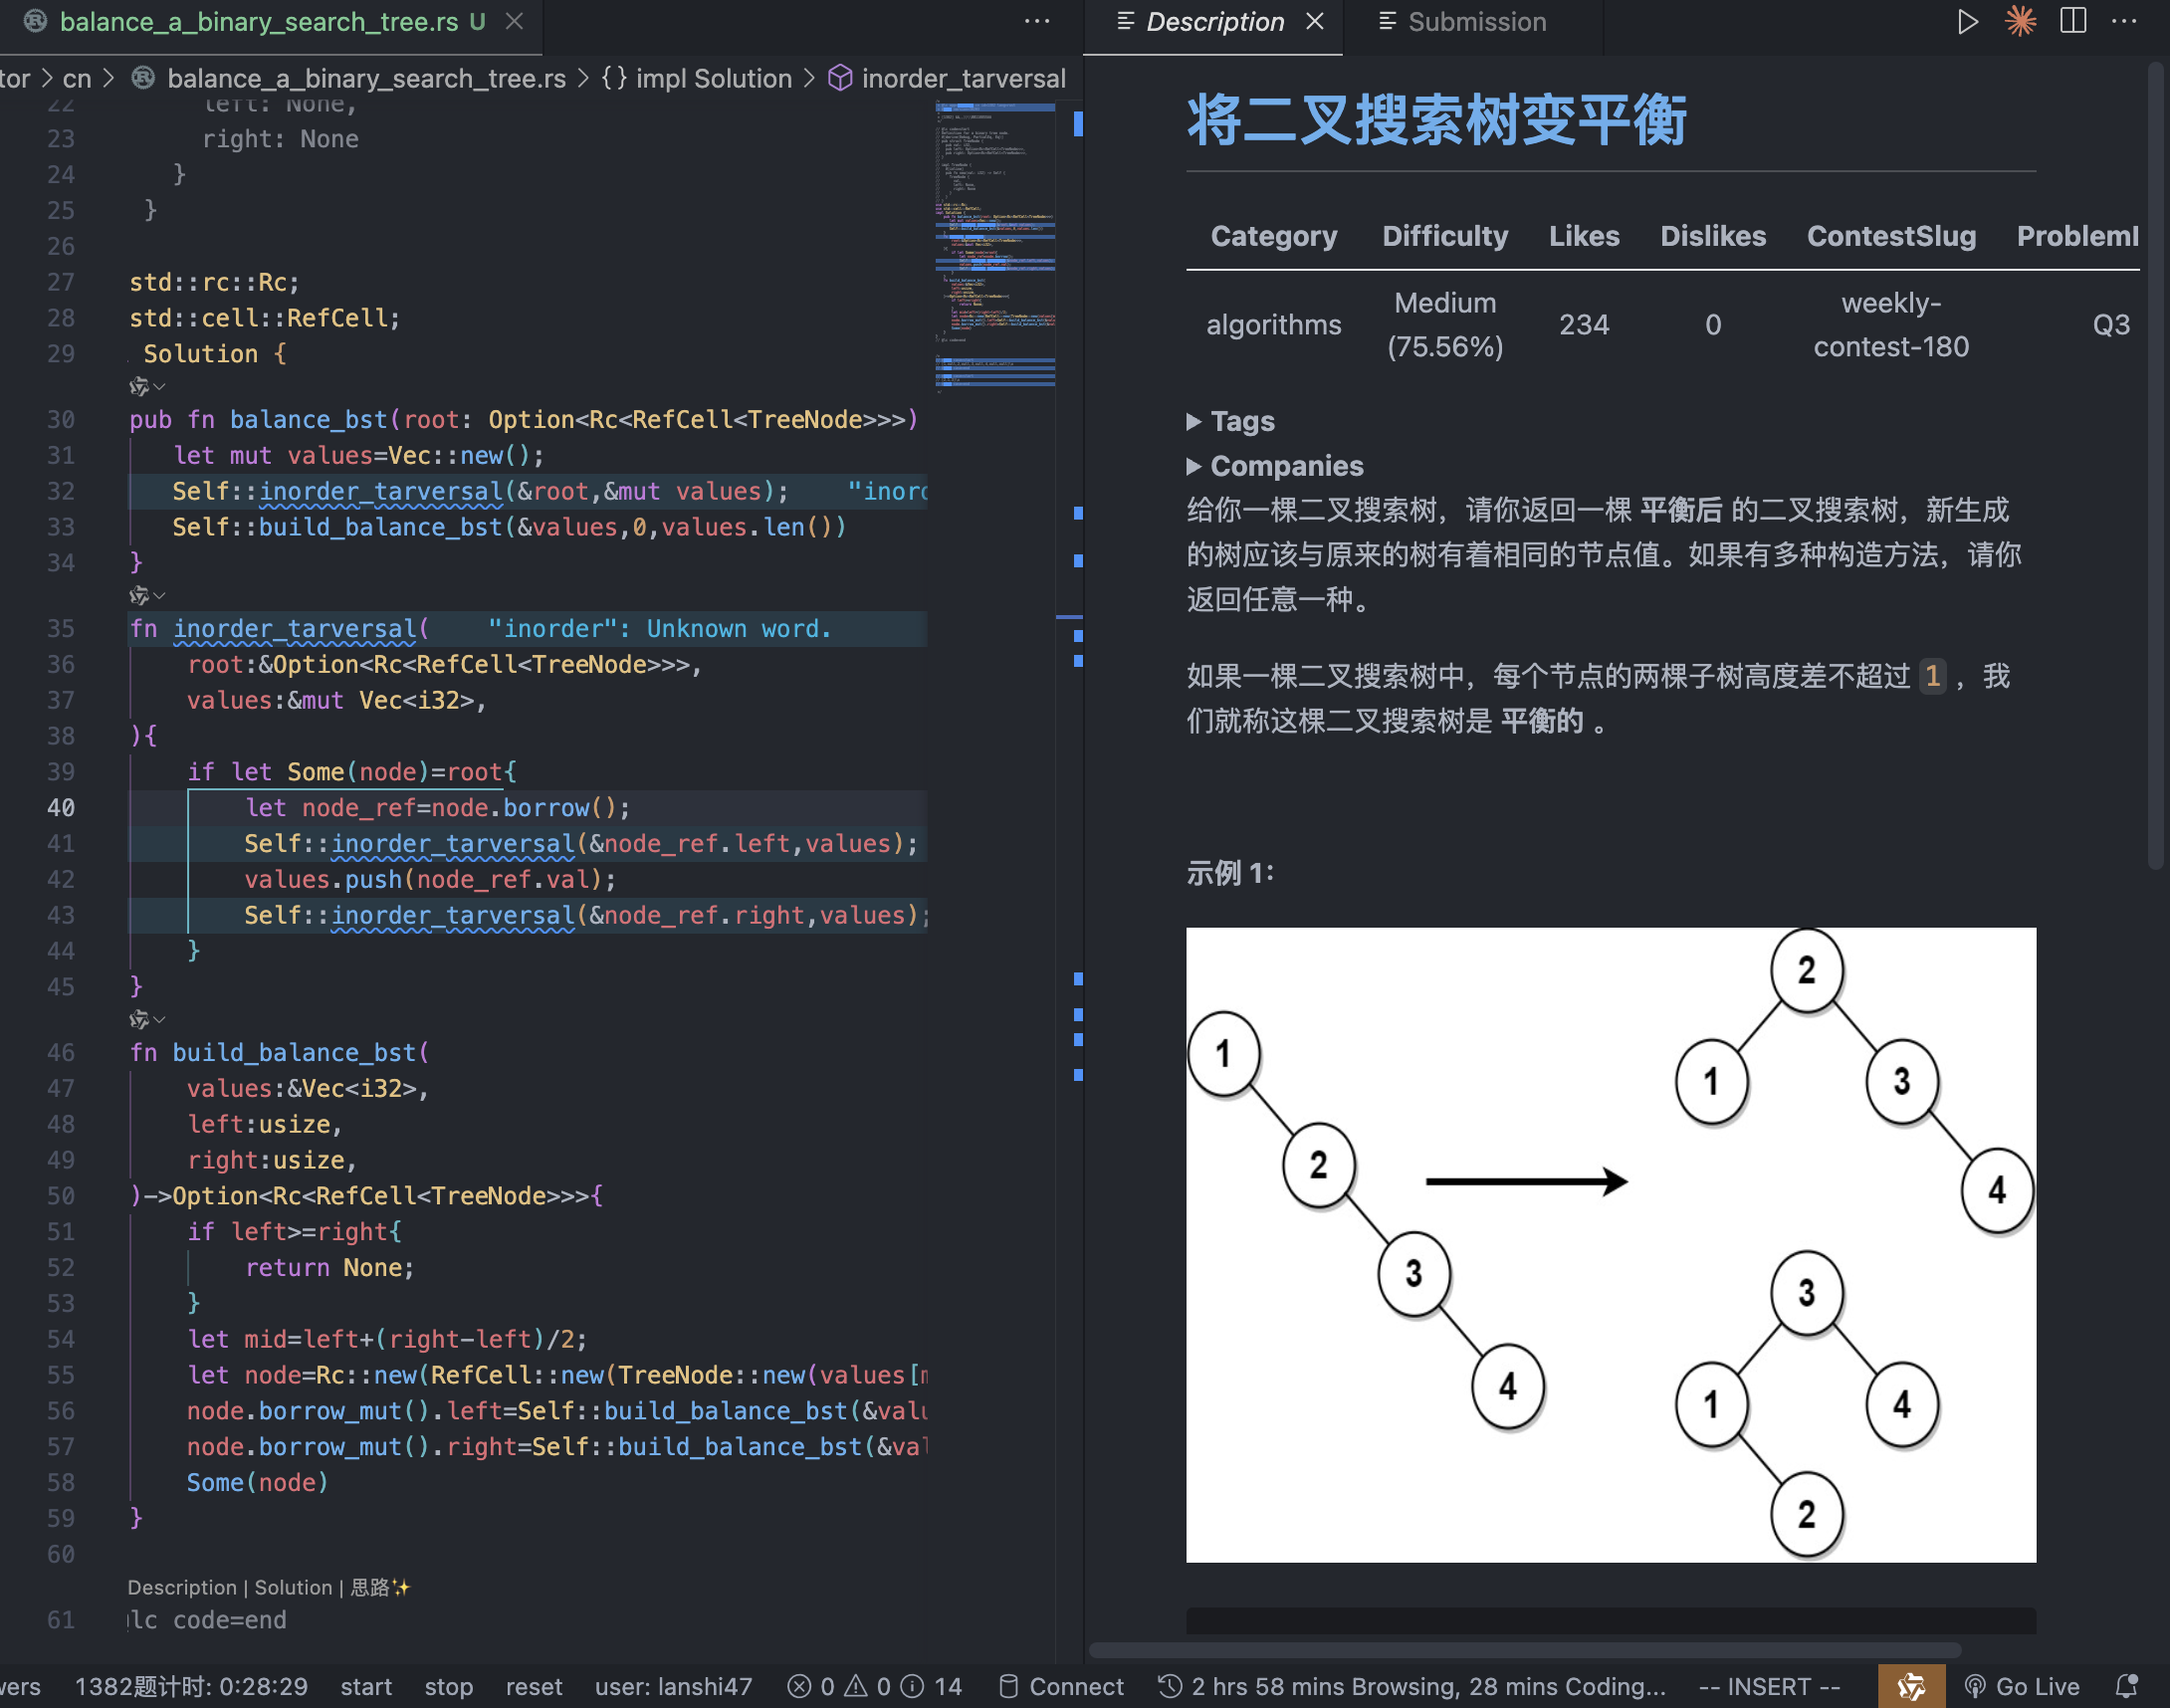 balance_a_binary_search_tree.rs U
tor > cn > balance_a_binary_search_tree.rs > {} impl Solution > inorder_tarversal
22 left: None,
23 right: None
24 }
25 }
26
27 std::rc::Rc;
28 std::cell::RefCell;
29 Solution {
30 pub fn balance_bst(root: Option<Rc<RefCell<TreeNode>>>)
31 let mut values=Vec::new();
32 Self::inorder_tarversal(&root,&mut values); "inor
33 Self::build_balance_bst(&values,0,values.len())
34 }
35 fn inorder_tarversal( "inorder": Unknown word.
36 root:&Option<Rc<RefCell<TreeNode>>>,
37 values:&mut Vec<i32>,
38 ){
39 if let Some(node)=root{
40 let node_ref=node.borrow();
41 Self::inorder_tarversal(&node_ref.left,values);
42 values.push(node_ref.val);
43 Self::inorder_tarversal(&node_ref.right,values);
44 }
45 }
46 fn build_balance_bst(
47 values:&Vec<i32>,
48 left:usize,
49 right:usize,
50 )->Option<Rc<RefCell<TreeNode>>>{
51 if left>=right{
52 return None;
53 }
54 let mid=left+(right-left)/2;
55 let node=Rc::new(RefCell::new(TreeNode::new(values[
56 node.borrow_mut().left=Self::build_balance_bst(&valu
57 node.borrow_mut().right=Self::build_balance_bst(&val
58 Some(node)
59 }
60
Description | Solution | 思路✨
61 lc code=end
Description
Submission
将二叉搜索树变平衡
Category Difficulty Likes Dislikes ContestSlug ProblemI
algorithms Medium (75.56%) 234 0 weekly-contest-180 Q3
▶ Tags
▶ Companies
给你一棵二叉搜索树，请你返回一棵 平衡后 的二叉搜索树，新生成
的树应该与原来的树有着相同的节点值。如果有多种构造方法，请你
返回任意一种。
如果一棵二叉搜索树中，每个节点的两棵子树高度差不超过 1 ，我
们就称这棵二叉搜索树是 平衡的 。
示例 1：
2
1
1
3
2
4
3
3
4
1
4
2
vers 1382题计时: 0:28:29 start stop reset user: lanshi47 0 0 14 Connect 2 hrs 58 mins Browsing, 28 mins Coding... -- INSERT -- Go Live